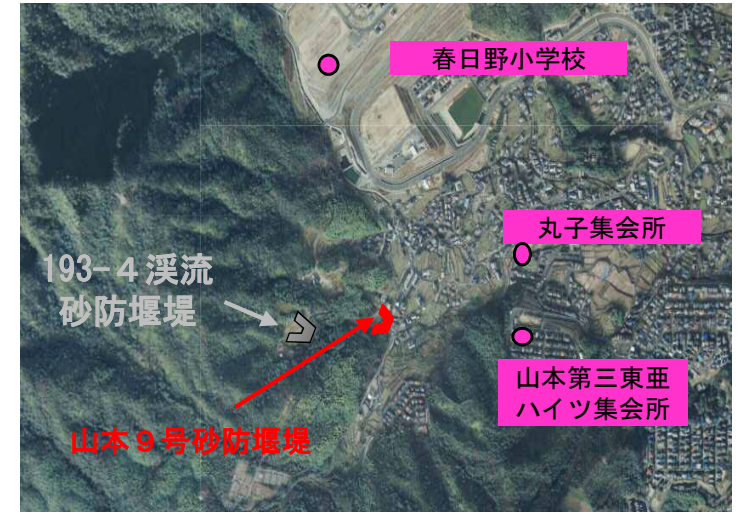 春日野小学校
丸子集会所
193-４渓流
砂防堰堤
山本第三東亜
ハイツ集会所
山本９号砂防堰堤